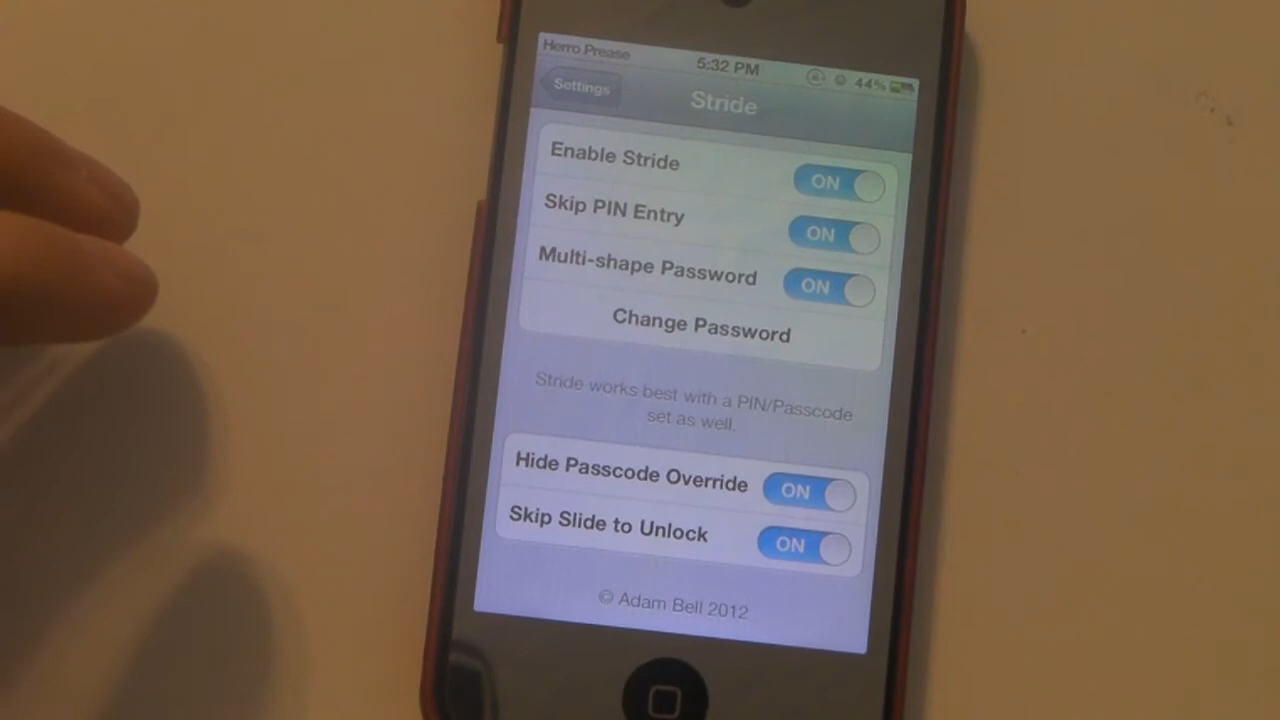 Herro Prease 5:32 PM 44%
Settings Stride
Enable Stride ON
Skip PIN Entry ON
Multi-shape Password ON
Change Password
Stride works best with a PIN/Passcode
set as well.
Hide Passcode Override ON
Skip Slide to Unlock ON
© Adam Bell 2012